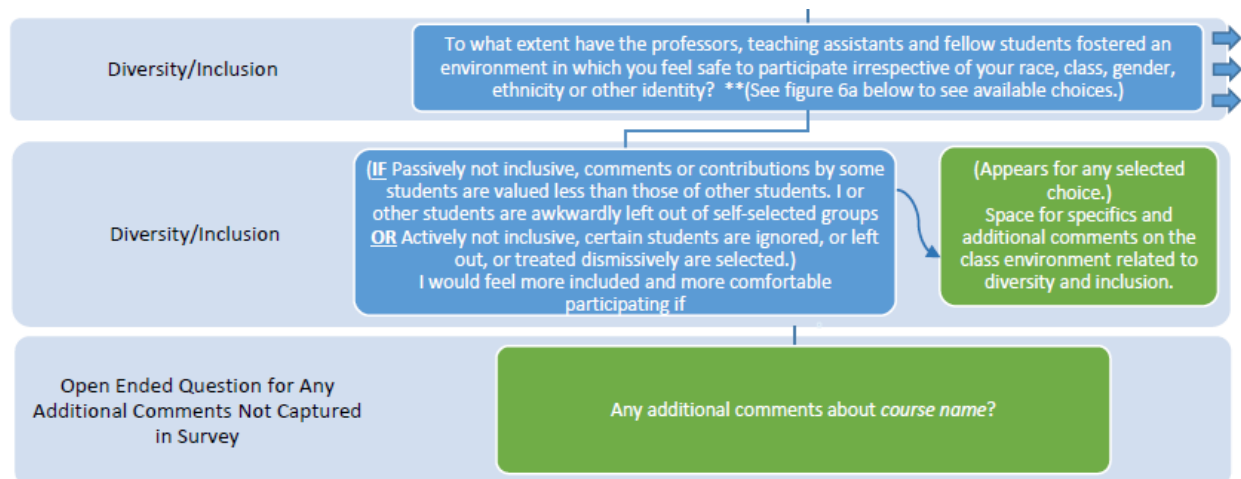 Diversity/Inclusion
To what extent have the professors, teaching assistants and fellow students fostered an
environment in which you feel safe to participate irrespective of your race, class, gender,
ethnicity or other identity?  **(See figure 6a below to see available choices.)
Diversity/Inclusion
(IF Passively not inclusive, comments or contributions by some
students are valued less than those of other students. I or
other students are awkwardly left out of self-selected groups
OR Actively not inclusive, certain students are ignored, or left
out, or treated dismissively are selected.)
I would feel more included and more comfortable
participating if
(Appears for any selected
choice.)
Space for specifics and
additional comments on the
class environment related to
diversity and inclusion.
Open Ended Question for Any
Additional Comments Not Captured
in Survey
Any additional comments about course name?